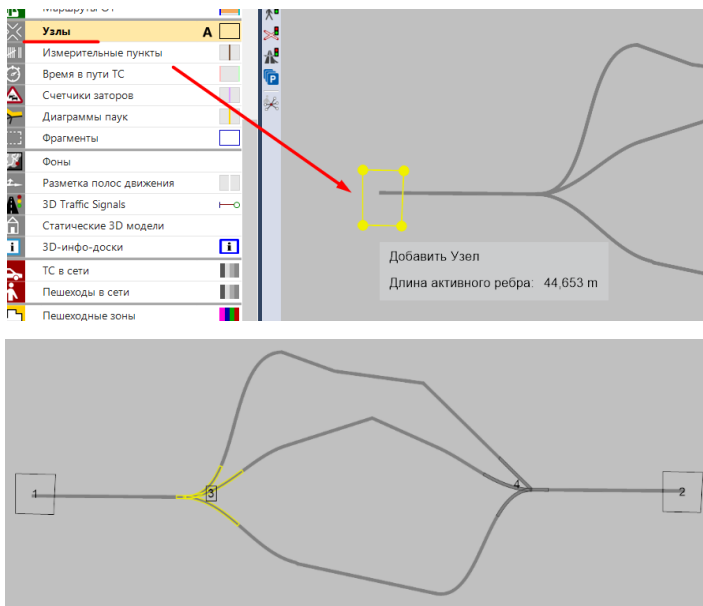 Маршруты ОТ
Узлы
A
Измерительные пункты
Время в пути ТС
Счетчики заторов
Диаграммы паук
Фрагменты
Фоны
Разметка полос движения
3D Traffic Signals
Статические 3D модели
3D-инфо-доски
ТС в сети
Пешеходы в сети
Пешеходные зоны
P
Добавить Узел
Длина активного ребра: 44,653 m
1
3
4
2